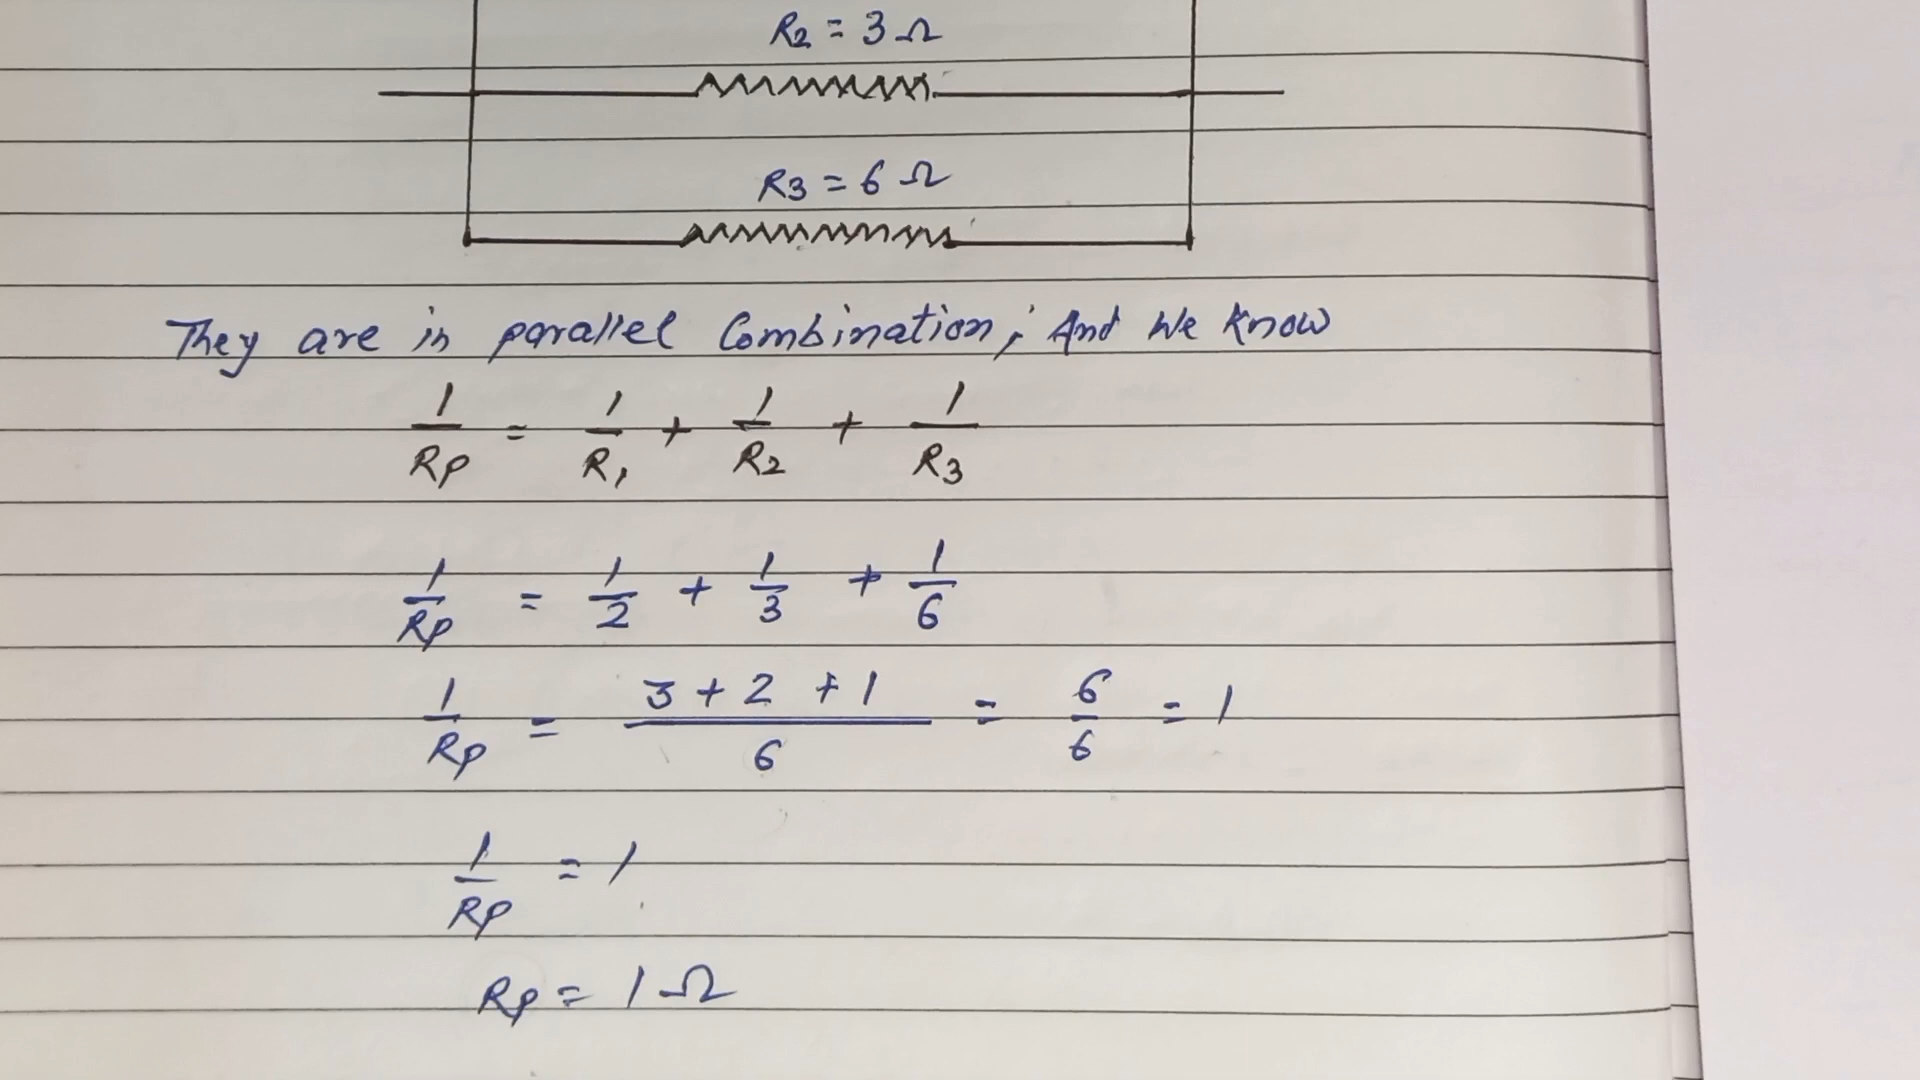 R2 = 3 Ω
R3 = 6 Ω
They are in parallel Combination; And We Know
1/Rp = 1/R1 + 1/R2 + 1/R3
1/Rp = 1/2 + 1/3 + 1/6
1/Rp = (3 + 2 + 1)/6 = 6/6 = 1
1/Rp = 1
Rp = 1 Ω